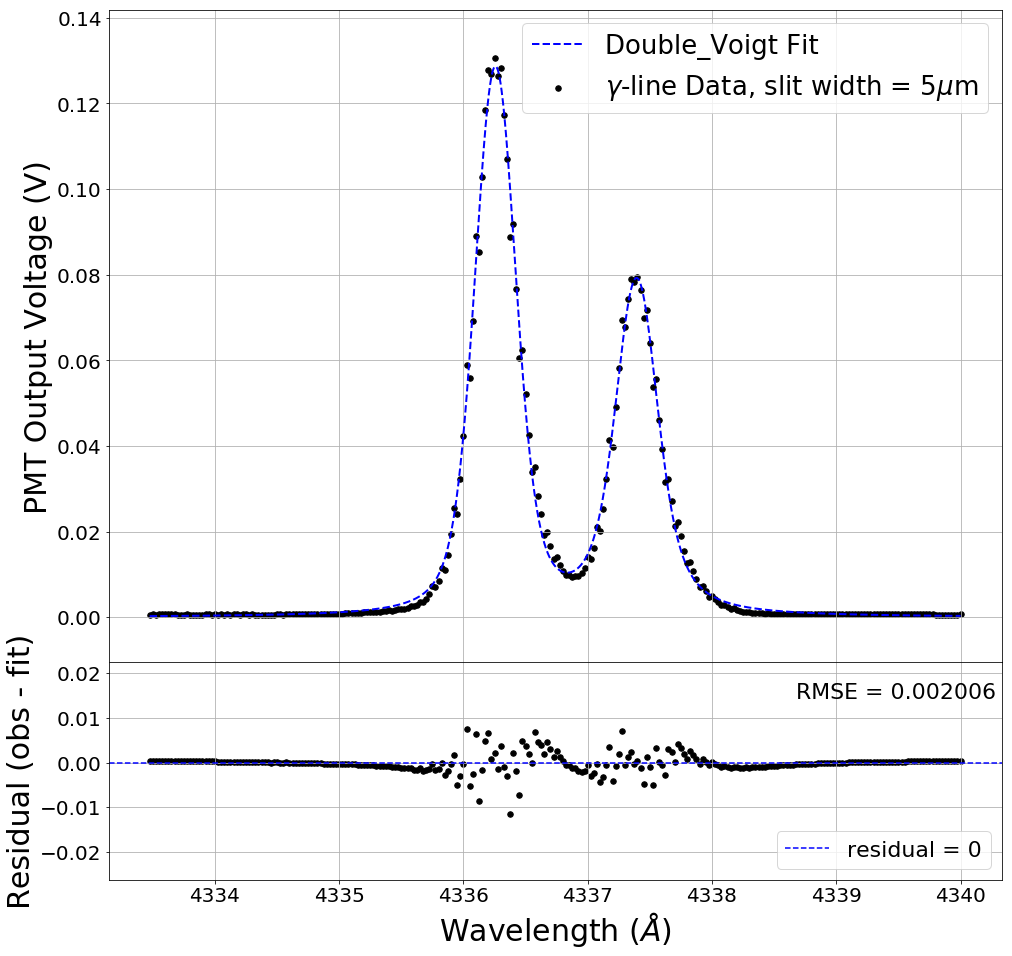 0.14
0.12
0.10
0.08
0.06
0.04
0.02
0.00
PMT Output Voltage (V)
Double_Voigt Fit
γ-line Data, slit width = 5μm
0.02
0.01
0.00
−0.01
−0.02
Residual (obs - fit)
RMSE = 0.002006
residual = 0
4334 4335 4336 4337 4338 4339 4340
Wavelength (Å)